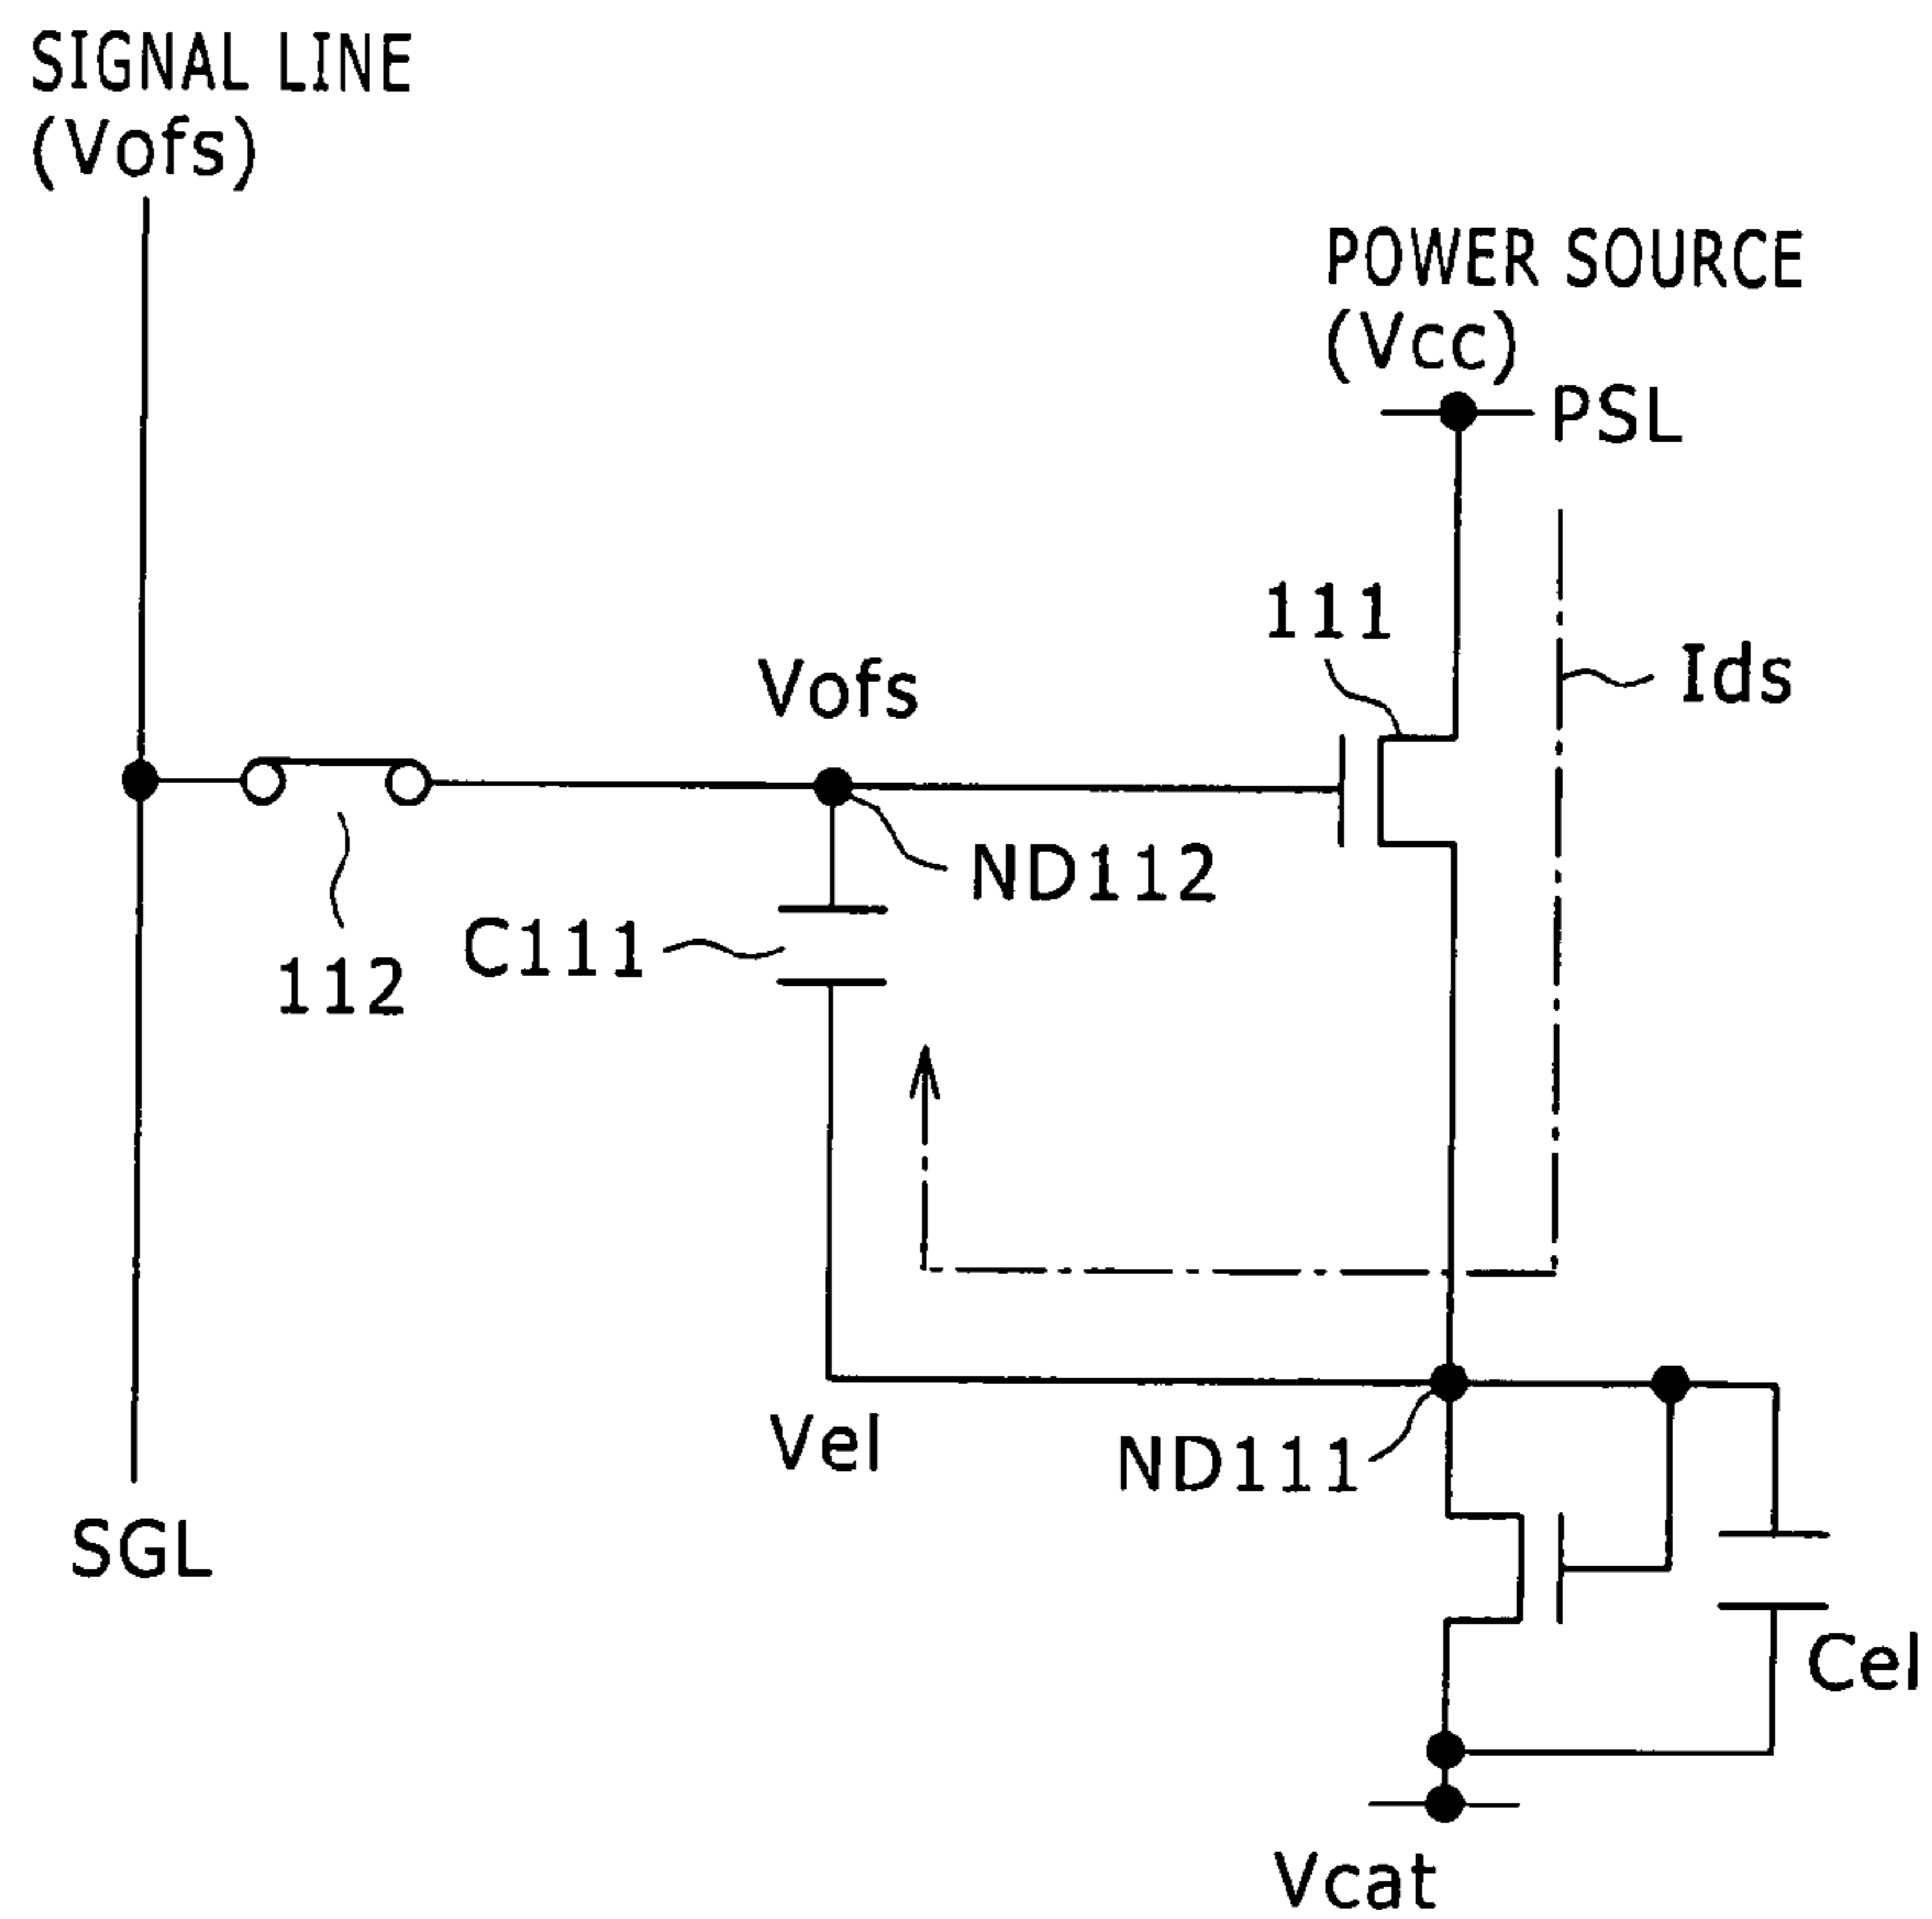 SIGNAL LINE
(Vofs)
POWER SOURCE
(Vcc)
PSL
111
Ids
Vofs
ND112
C111
112
Vel
ND111
SGL
Cel
Vcat